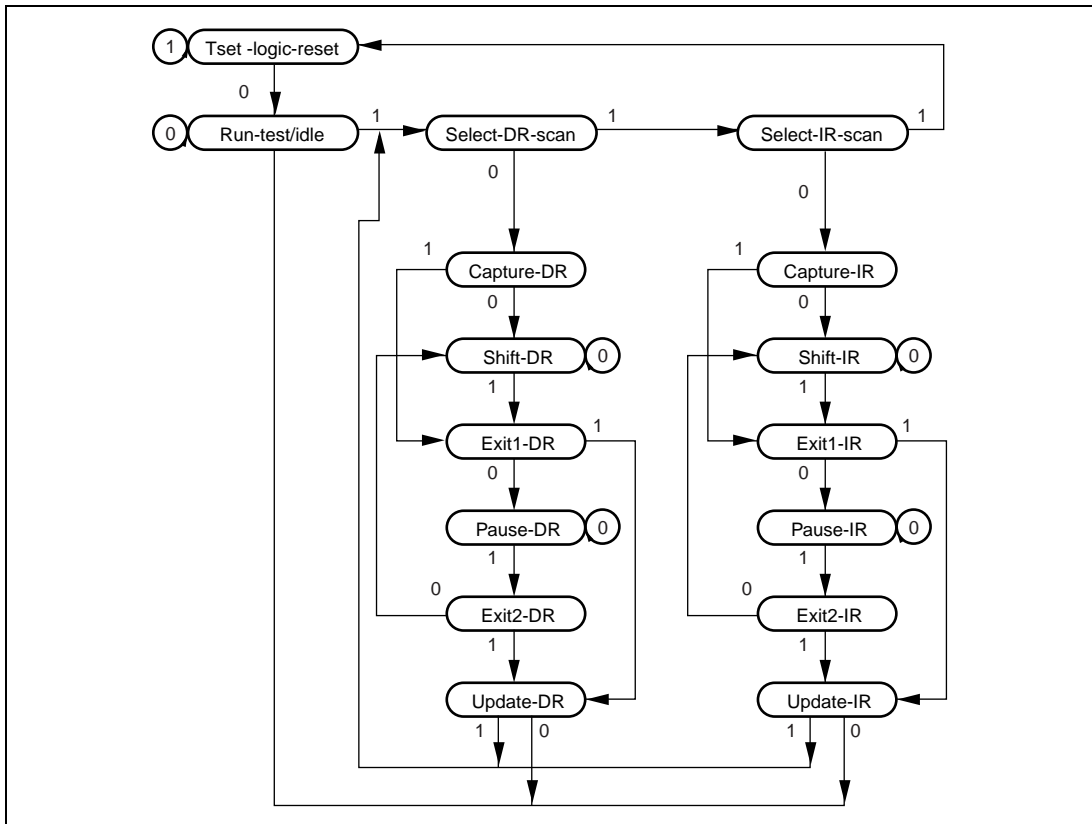 1 Tset -logic-reset
0
0 Run-test/idle 1 Select-DR-scan 1 Select-IR-scan 1
0 0
1 Capture-DR 1 Capture-IR
0 0
Shift-DR 0 Shift-IR 0
1 1
Exit1-DR 1 Exit1-IR 1
0 0
Pause-DR 0 Pause-IR 0
1 1
0 Exit2-DR 0 Exit2-IR
1 1
Update-DR Update-IR
1 0 1 0